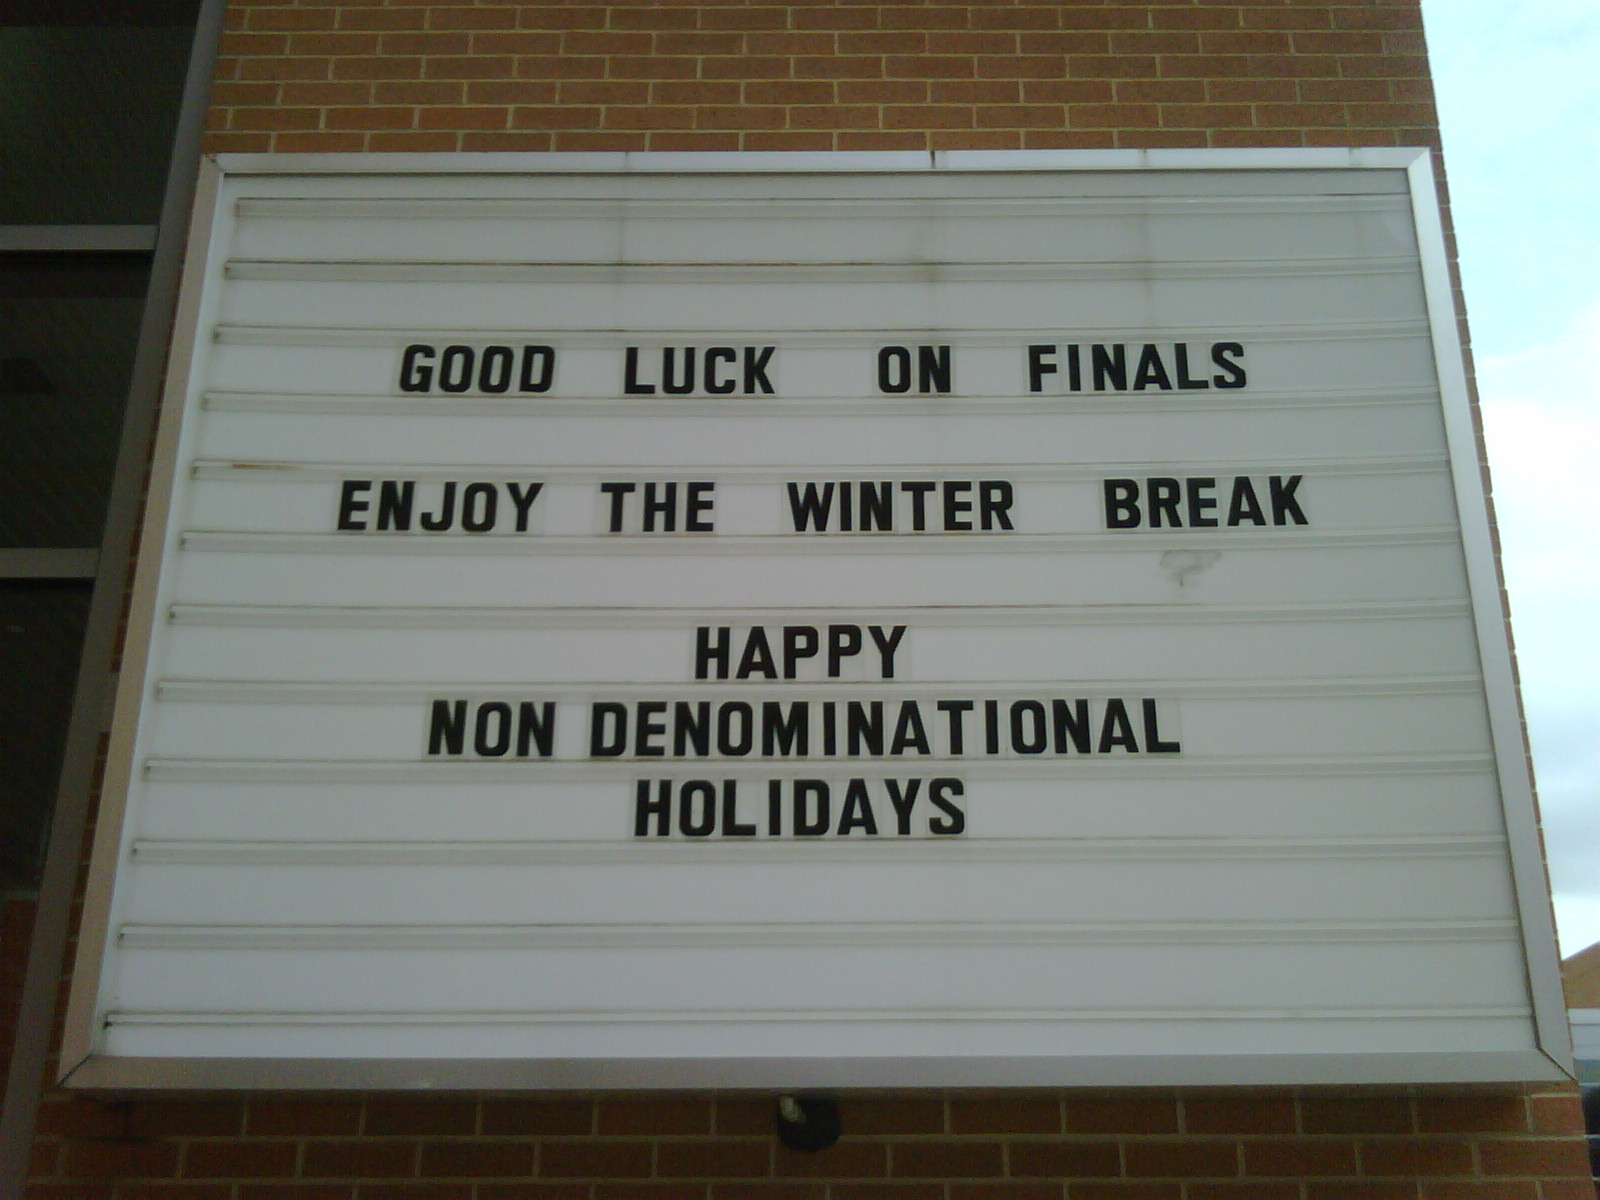 GOOD LUCK ON FINALS
ENJOY THE WINTER BREAK
HAPPY
NON DENOMINATIONAL
HOLIDAYS